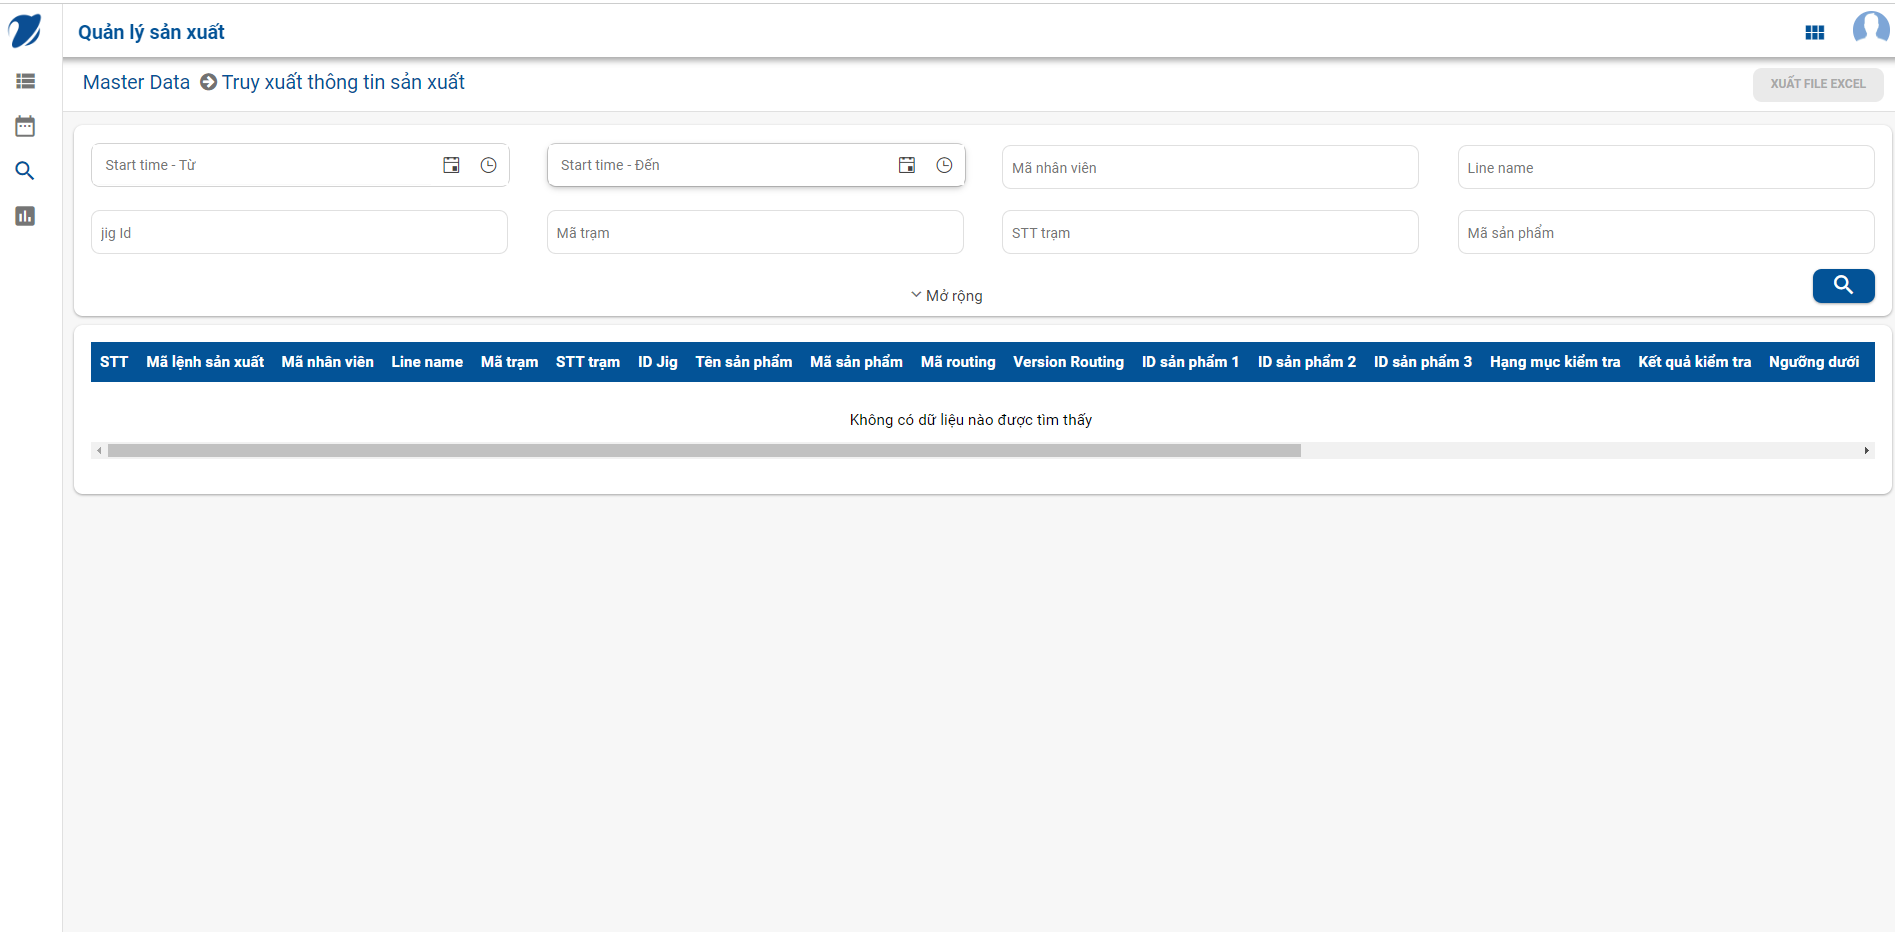 Quản lý sản xuất
Master Data Truy xuất thông tin sản xuất
XUẤT FILE EXCEL
Start time - Từ
Start time - Đến
Mã nhân viên
Line name
jig Id
Mã trạm
STT trạm
Mã sản phẩm
Mở rộng
STT Mã lệnh sản xuất Mã nhân viên Line name Mã trạm STT trạm ID Jig Tên sản phẩm Mã sản phẩm Mã routing Version Routing ID sản phẩm 1 ID sản phẩm 2 ID sản phẩm 3 Hạng mục kiểm tra Kết quả kiểm tra Ngưỡng dưới
Không có dữ liệu nào được tìm thấy